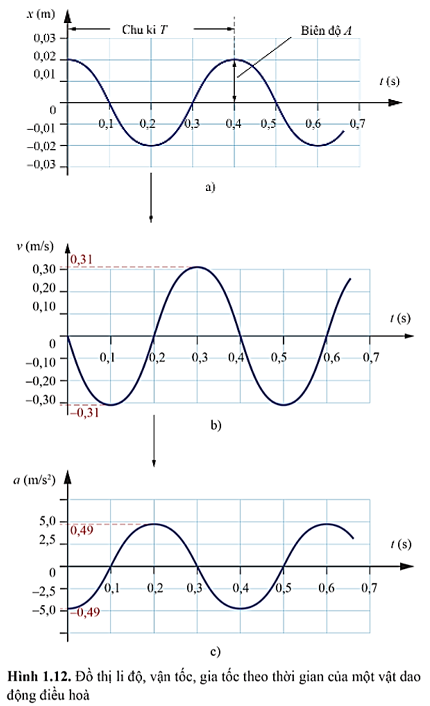 x (m)
Chu kì T
Biên độ A
0,03
0,02
0,01
0
−0,01
−0,02
−0,03
t (s)
0,1 0,2 0,3 0,4 0,5 0,6 0,7
a)
v (m/s)
0,31
0,30
0,20
0,10
0
−0,10
−0,20
−0,30
−0,31
t (s)
0,1 0,2 0,3 0,4 0,5 0,6 0,7
b)
a (m/s²)
5,0
0,49
2,5
0
−2,5
−5,0
−0,49
t (s)
0,1 0,2 0,3 0,4 0,5 0,6 0,7
c)
Hình 1.12. Đồ thị li độ, vận tốc, gia tốc theo thời gian của một vật dao
động điều hoà